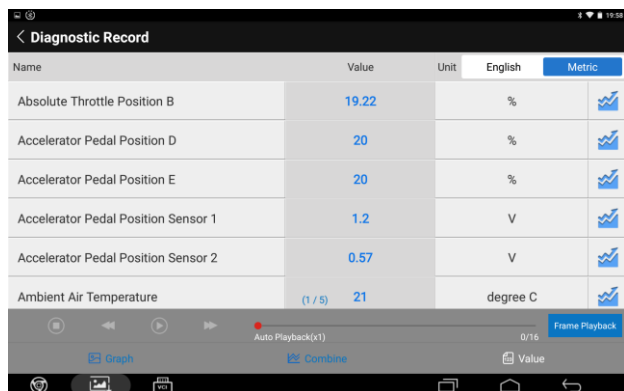 19:58
< Diagnostic Record
Name Value Unit English Metric
Absolute Throttle Position B 19.22 %
Accelerator Pedal Position D 20 %
Accelerator Pedal Position E 20 %
Accelerator Pedal Position Sensor 1 1.2 V
Accelerator Pedal Position Sensor 2 0.57 V
Ambient Air Temperature (1 / 5) 21 degree C
Auto Playback(x1) 0/16 Frame Playback
Graph Combine Value
VCI